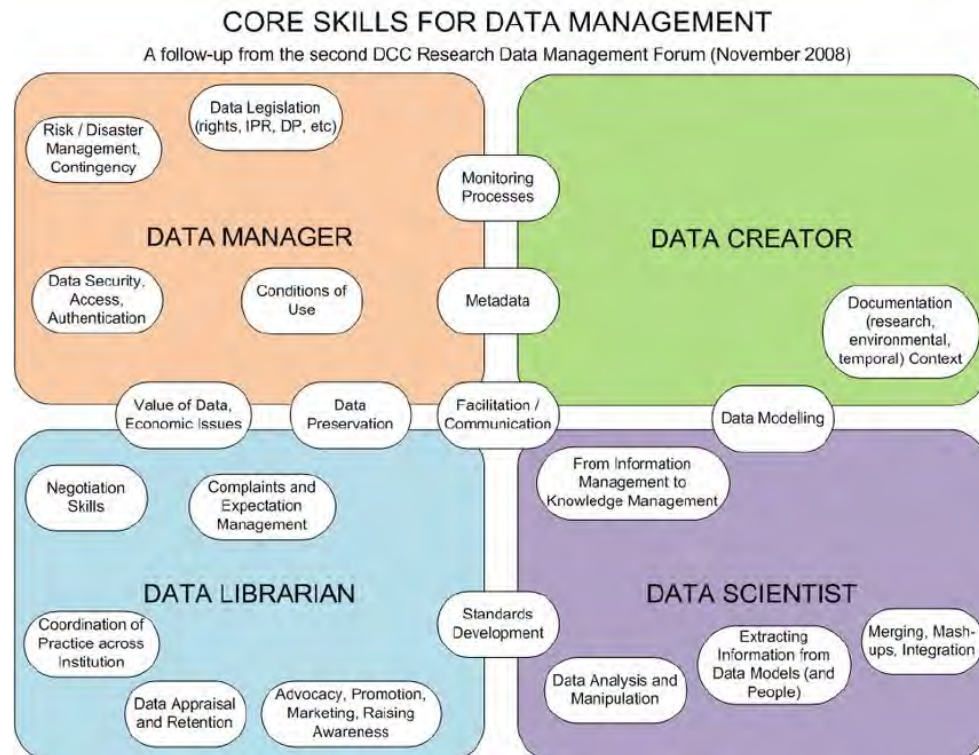 CORE SKILLS FOR DATA MANAGEMENT
A follow-up from the second DCC Research Data Management Forum (November 2008)
Data Legislation
(rights, IPR, DP, etc)
Risk / Disaster
Management,
Contingency
Monitoring
Processes
DATA MANAGER
DATA CREATOR
Data Security,
Access,
Authentication
Conditions of
Use
Metadata
Documentation
(research,
environmental,
temporal) Context
Value of Data,
Economic Issues
Data
Preservation
Facilitation /
Communication
Data Modelling
Negotiation
Skills
Complaints and
Expectation
Management
From Information
Management to
Knowledge Management
DATA LIBRARIAN
DATA SCIENTIST
Coordination of
Practice across
Institution
Standards
Development
Extracting
Information from
Data Models (and
People)
Merging, Mash-
ups, Integration
Data Appraisal
and Retention
Advocacy, Promotion,
Marketing, Raising
Awareness
Data Analysis and
Manipulation